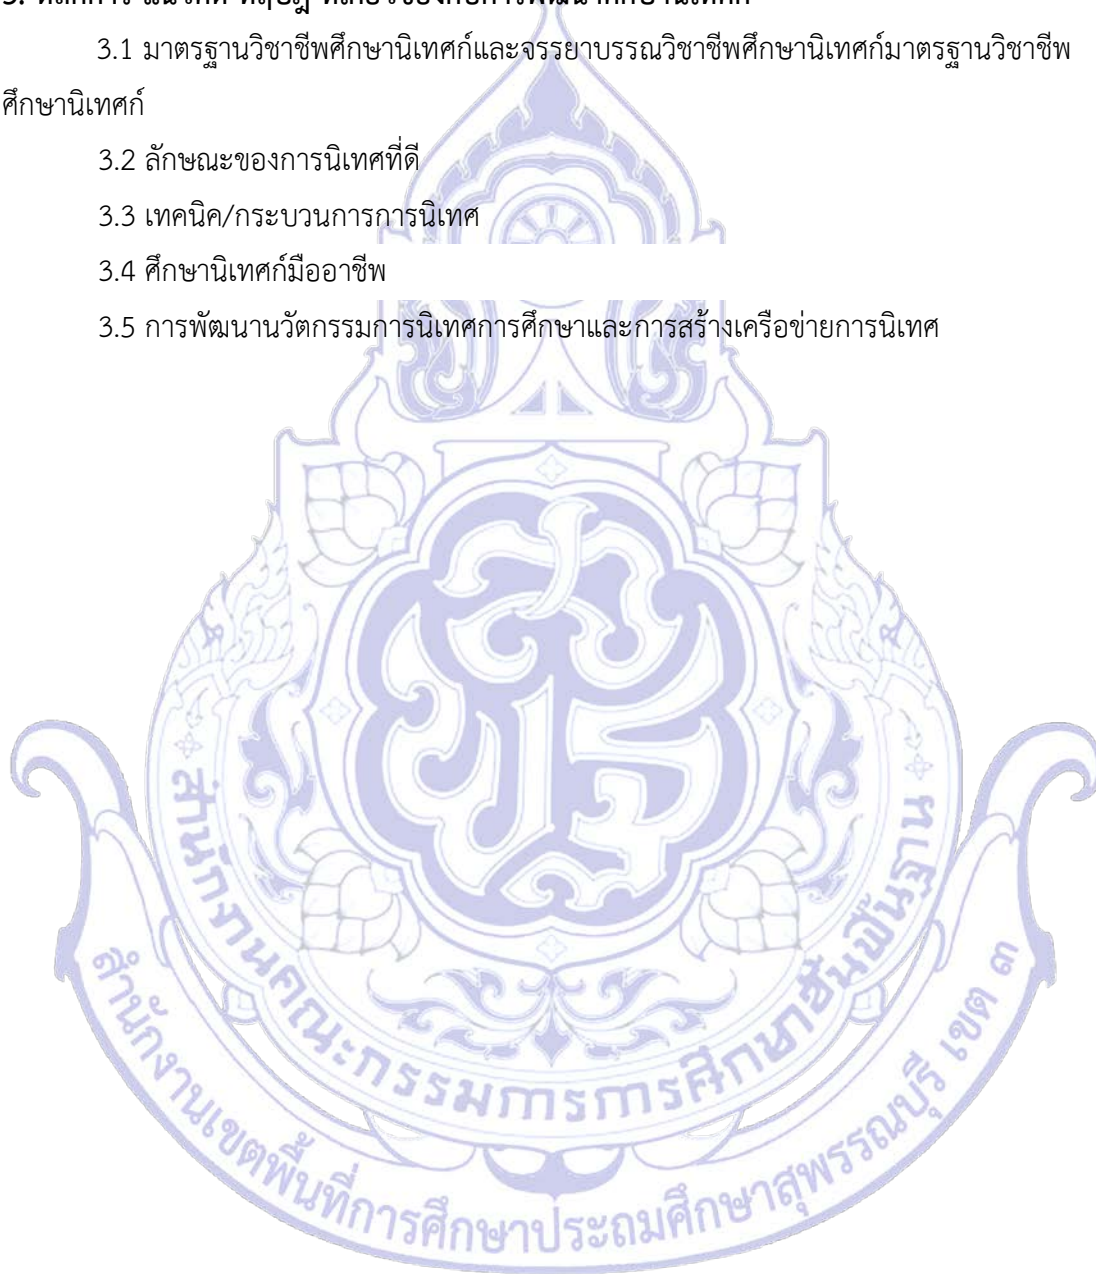 3.1 มาตรฐานวิชาชีพศึกษานิเทศก์และจรรยาบรรณวิชาชีพศึกษานิเทศก์มาตรฐานวิชาชีพ
ศึกษานิเทศก์
3.2 ลักษณะของการนิเทศที่ดี
3.3 เทคนิค/กระบวนการการนิเทศ
3.4 ศึกษานิเทศก์มืออาชีพ
3.5 การพัฒนานวัตกรรมการนิเทศการศึกษาและการสร้างเครือข่ายการนิเทศ
สำนักงานคณะกรรมการการศึกษาขั้นพื้นฐาน
สำนักงานเขตพื้นที่การศึกษาประถมศึกษาสุพรรณบุรี เขต ๓